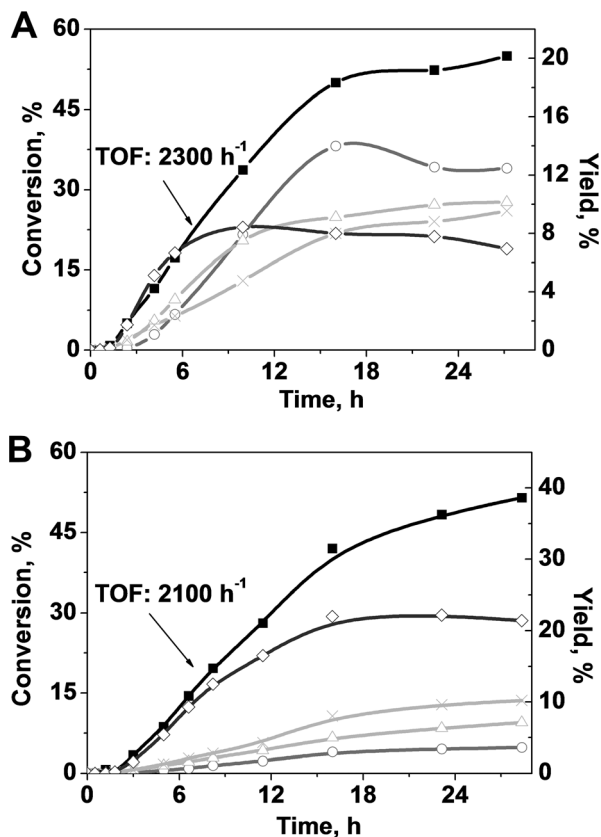 A
60
45
30
15
0
Conversion, %
TOF: 2300 h-1
20
16
12
8
4
0
Yield, %
0 6 12 18 24
Time, h
B
60
45
30
15
0
Conversion, %
TOF: 2100 h-1
40
30
20
10
0
Yield, %
0 6 12 18 24
Time, h